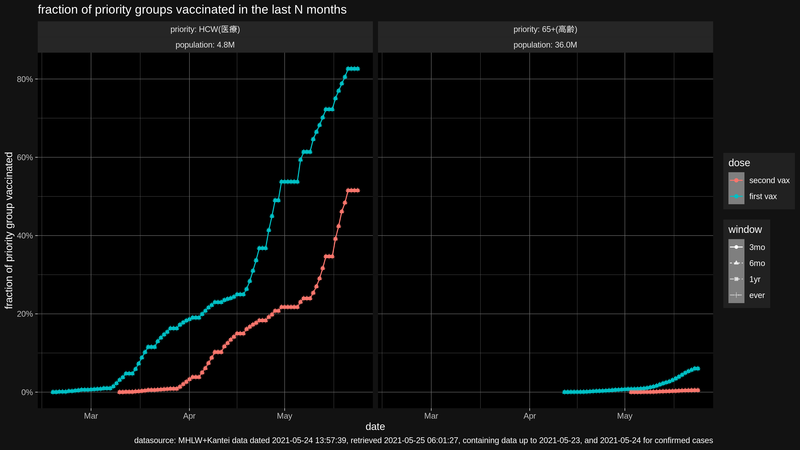 fraction of priority groups vaccinated in the last N months
priority: HCW(医療)
population: 4.8M
priority: 65+(高齢)
population: 36.0M
fraction of priority group vaccinated
80%
60%
40%
20%
0%
Mar
Apr
May
Mar
Apr
May
date
dose
second vax
first vax
window
3mo
6mo
1yr
ever
datasource: MHLW+Kantei data dated 2021-05-24 13:57:39, retrieved 2021-05-25 06:01:27, containing data up to 2021-05-23, and 2021-05-24 for confirmed cases